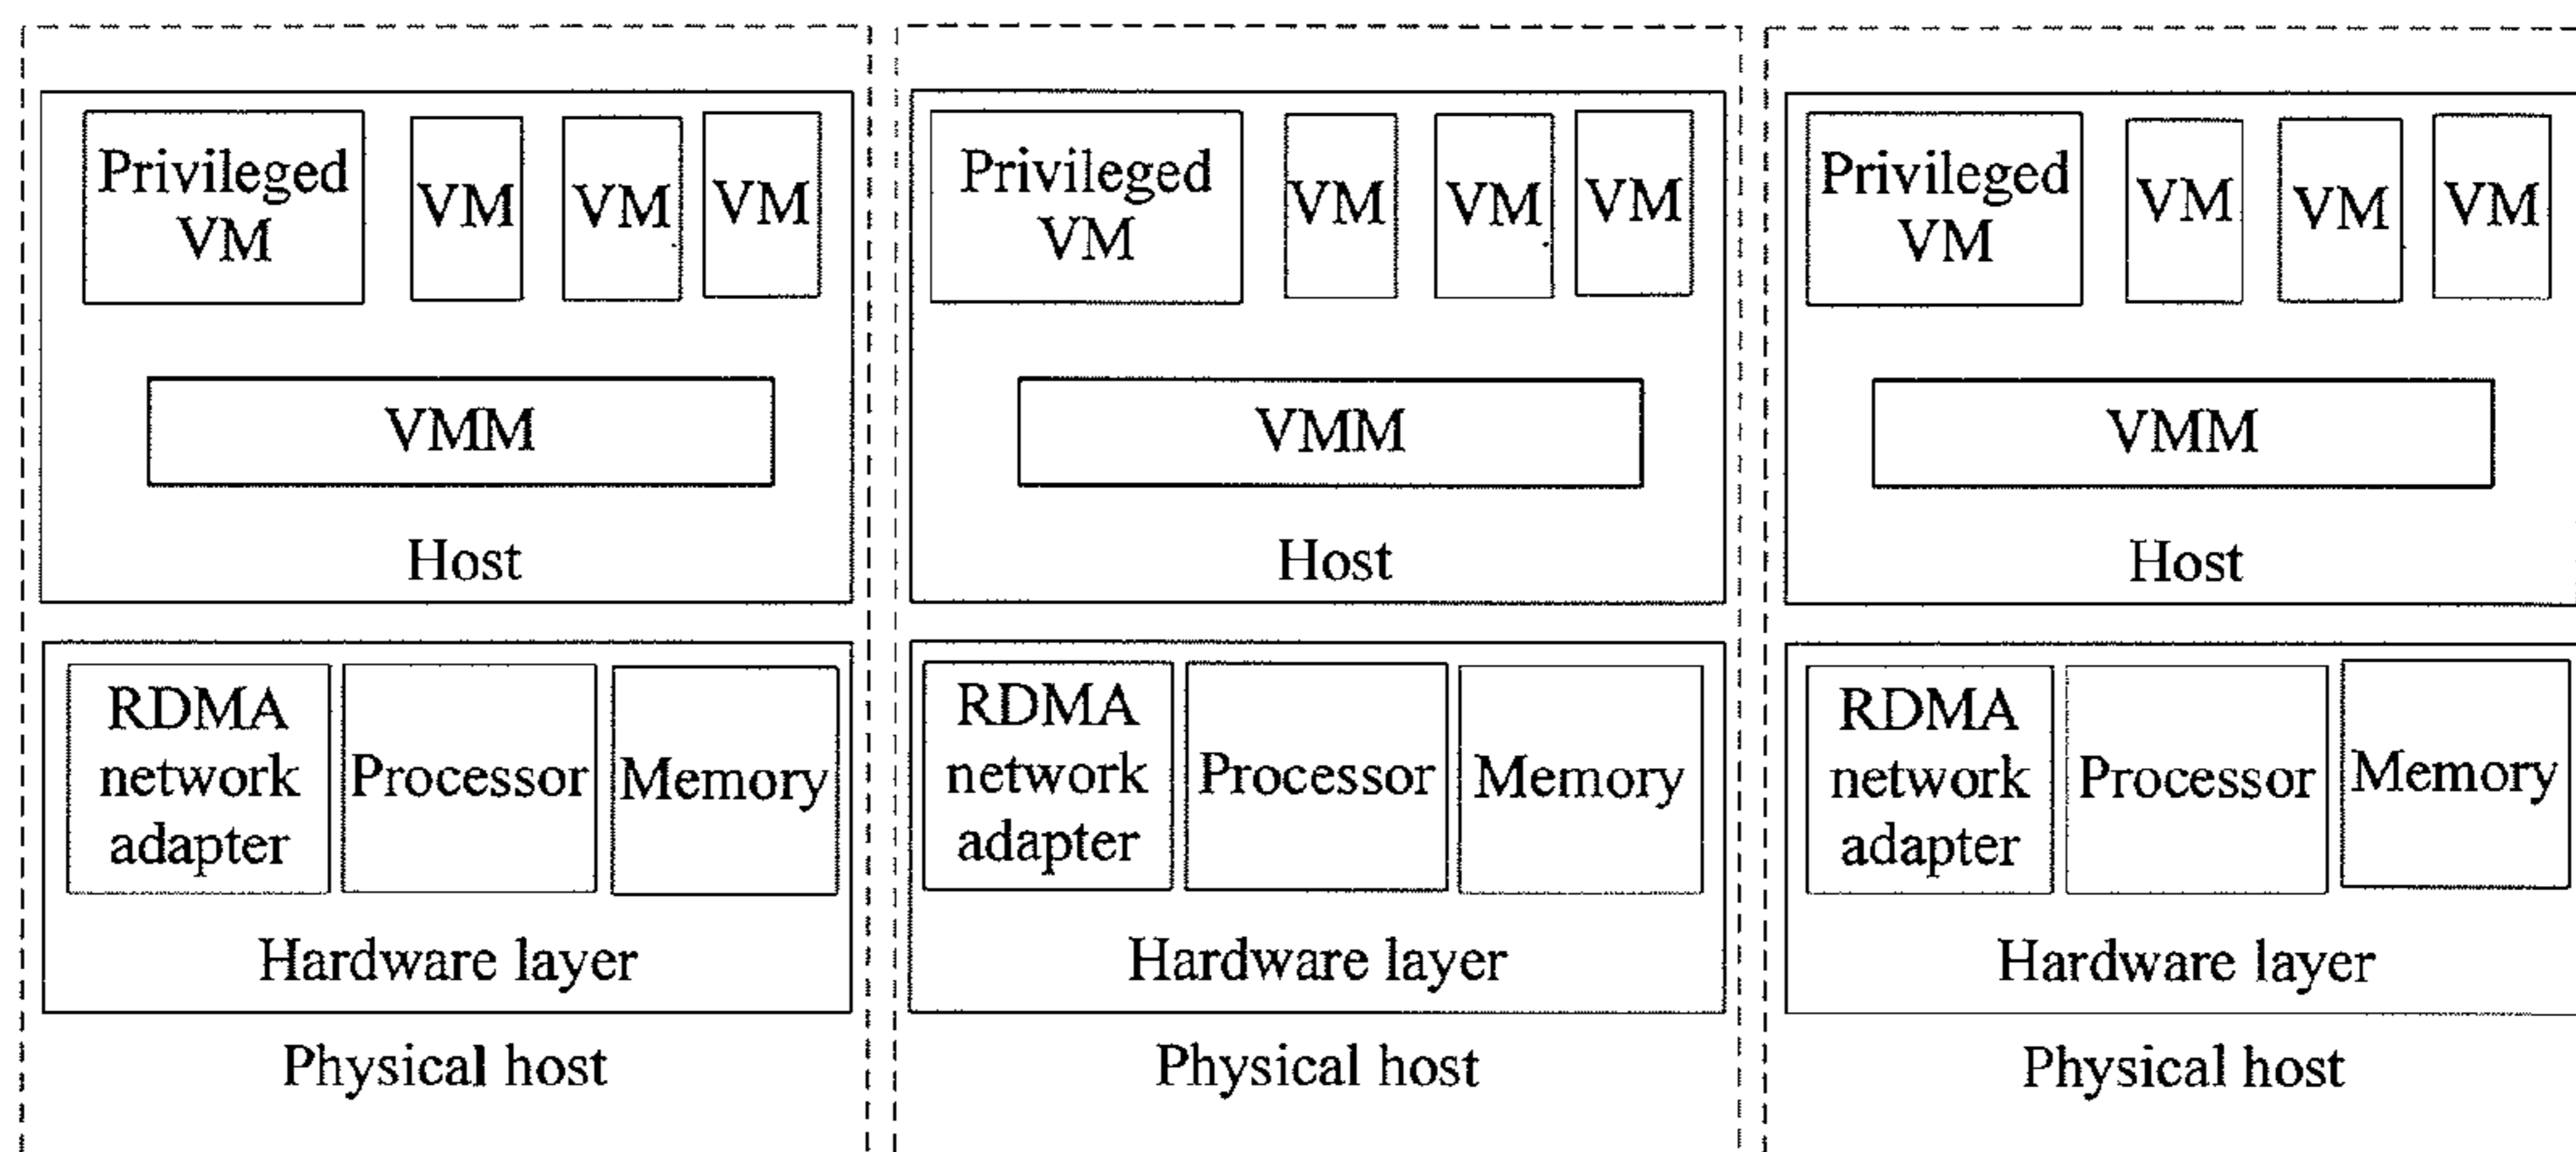 Privileged
VM
VM
VM
VM
VMM
Host
RDMA
network
adapter
Processor
Memory
Hardware layer
Physical host
Privileged
VM
VM
VM
VM
VMM
Host
RDMA
network
adapter
Processor
Memory
Hardware layer
Physical host
Privileged
VM
VM
VM
VM
VMM
Host
RDMA
network
adapter
Processor
Memory
Hardware layer
Physical host